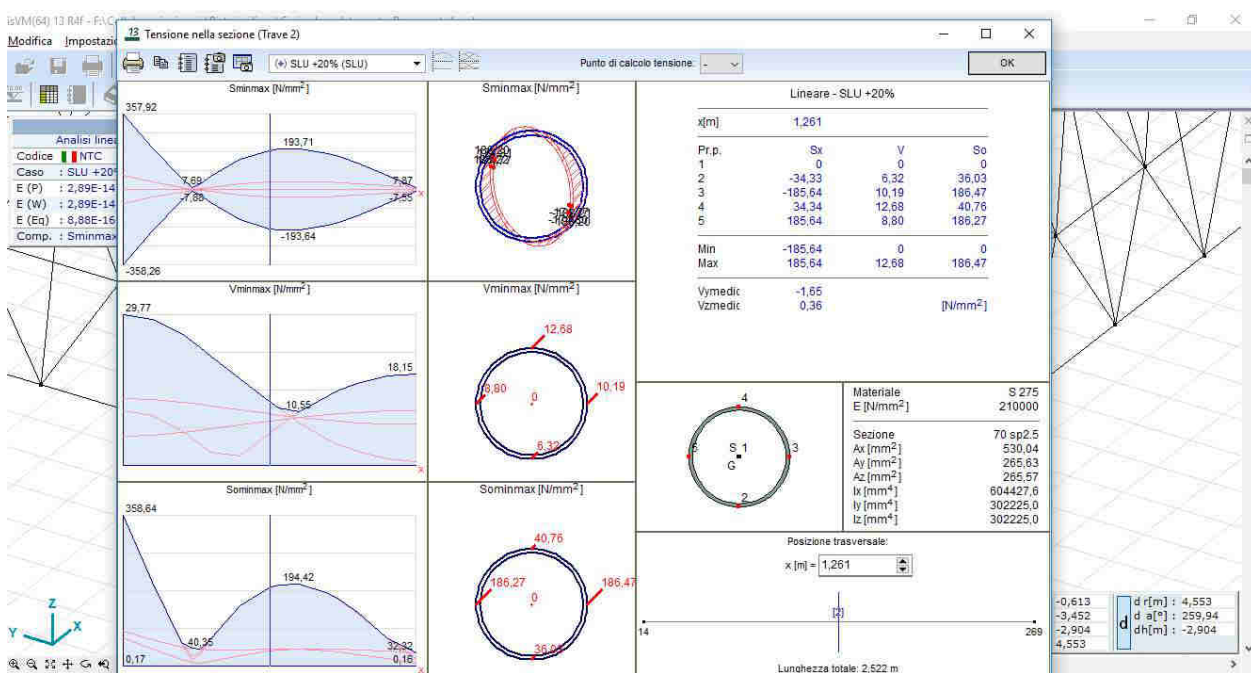 Tensione nella sezione (Trave 2)
Modifica
13
(+) SLU +20% (SLU)
Punto di calcolo tensione: -
OK
Analisi linea
Codice NTC
Caso : SLU +20%
E (P) : 2,89E-14
E (W) : 2,89E-14
E (Eq) : 8,88E-16
Comp. : Sminmax
Sminmax [N/mm²]
357,92
193,71
7,69
7,87
-7,88
-7,55
-193,64
-358,26
x
Vminmax [N/mm²]
29,77
18,15
10,55
x
Sominmax [N/mm²]
358,64
194,42
40,35
32,32
0,17
0,16
x
Sminmax [N/mm²]
Vminmax [N/mm²]
12,68
8,80
10,19
0
6,32
Sominmax [N/mm²]
40,76
186,27
186,47
0
Lineare - SLU +20%
x[m] 1,261
Pr.p. Sx V So
1 0 0 0
2 -34,33 6,32 36,03
3 -185,64 10,19 186,47
4 34,34 12,68 40,76
5 185,64 8,80 186,27
Min -185,64 0 0
Max 185,64 12,68 186,47
Vymedic -1,65
Vzmedic 0,36 [N/mm²]
4
5
S 1
3
G
2
Materiale S 275
E [N/mm²] 210000
Sezione 70 sp2.5
Ax [mm²] 530,04
Ay [mm²] 265,63
Az [mm²] 265,57
Ix [mm⁴] 604427,6
Iy [mm⁴] 302225,0
Iz [mm⁴] 302225,0
Posizione trasversale:
x [m] = 1,261
[2]
14
269
Lunghezza totale: 2,522 m
Z
Y
X
-0,613
-3,452
-2,904
4,553
d
d r[m] : 4,553
d a[°] : 259,94
dh[m] : -2,904